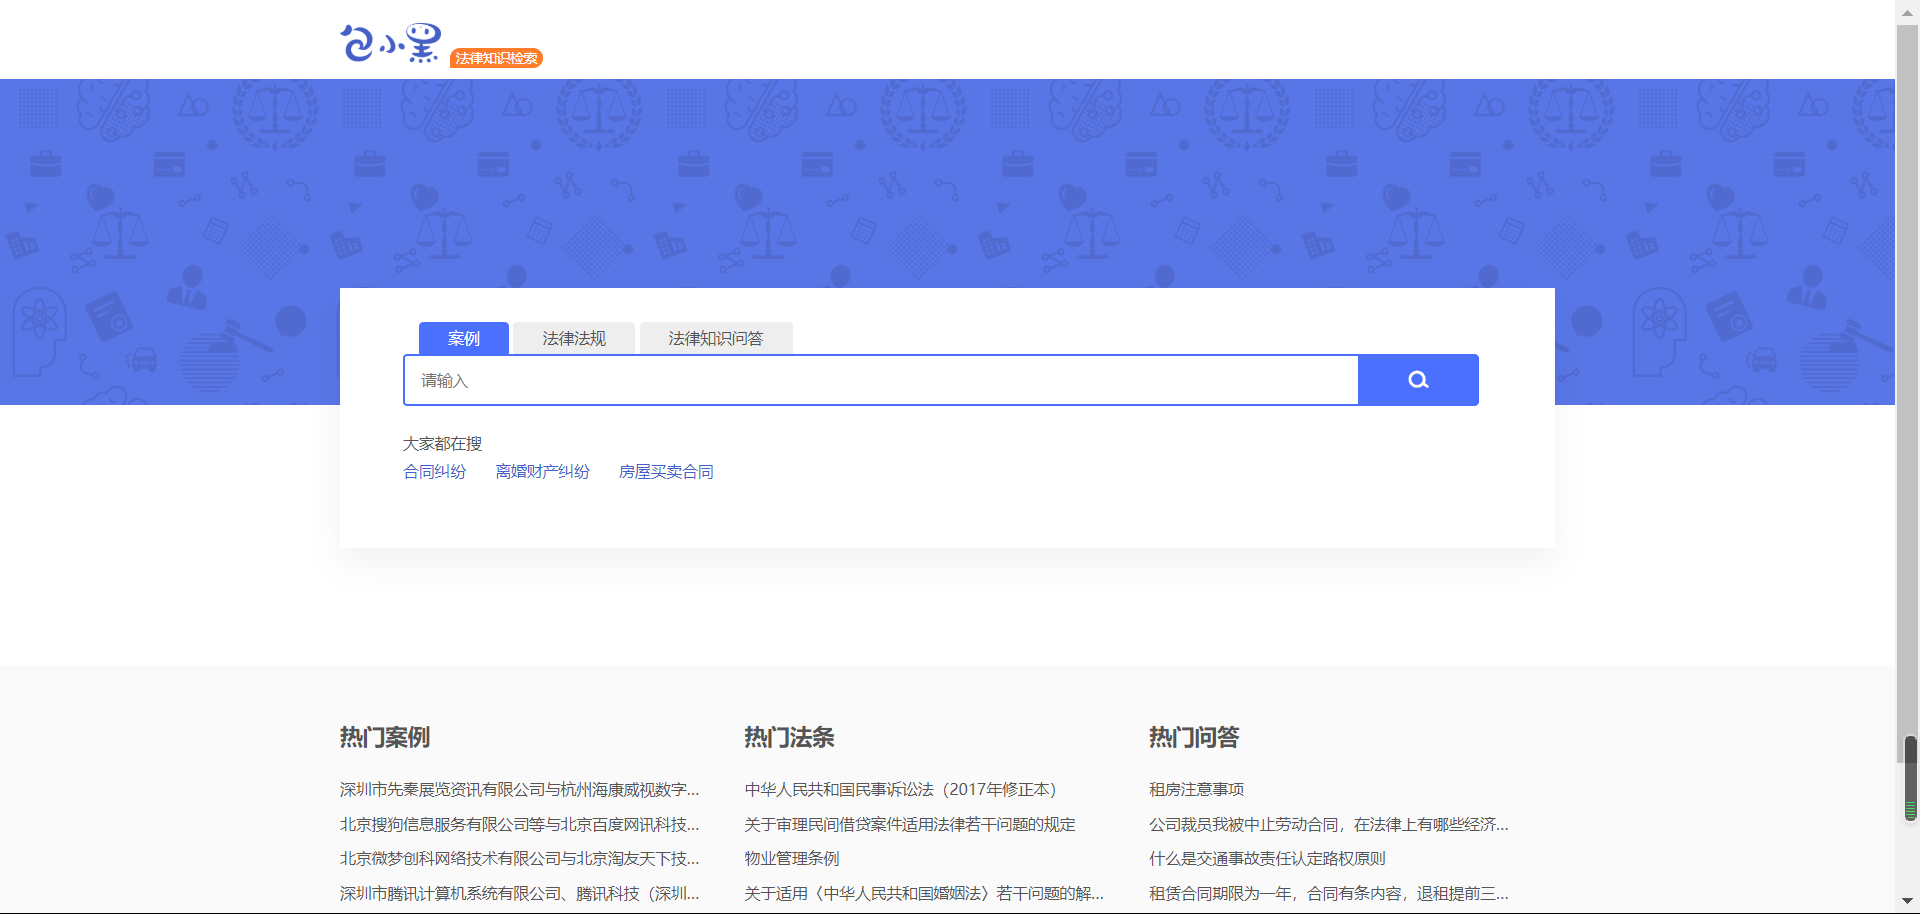 包小黑
法律知识检索
案例 法律法规 法律知识问答
请输入
大家都在搜
合同纠纷 离婚财产纠纷 房屋买卖合同
热门案例
深圳市先秦展览资讯有限公司与杭州海康威视数字...
北京搜狗信息服务有限公司等与北京百度网讯科技...
北京微梦创科网络技术有限公司与北京淘友天下技...
深圳市腾讯计算机系统有限公司、腾讯科技（深圳...
热门法条
中华人民共和国民事诉讼法（2017年修正本）
关于审理民间借贷案件适用法律若干问题的规定
物业管理条例
关于适用〈中华人民共和国婚姻法〉若干问题的解...
热门问答
租房注意事项
公司裁员我被中止劳动合同，在法律上有哪些经济...
什么是交通事故责任认定路权原则
租赁合同期限为一年，合同有条内容，退租提前三...